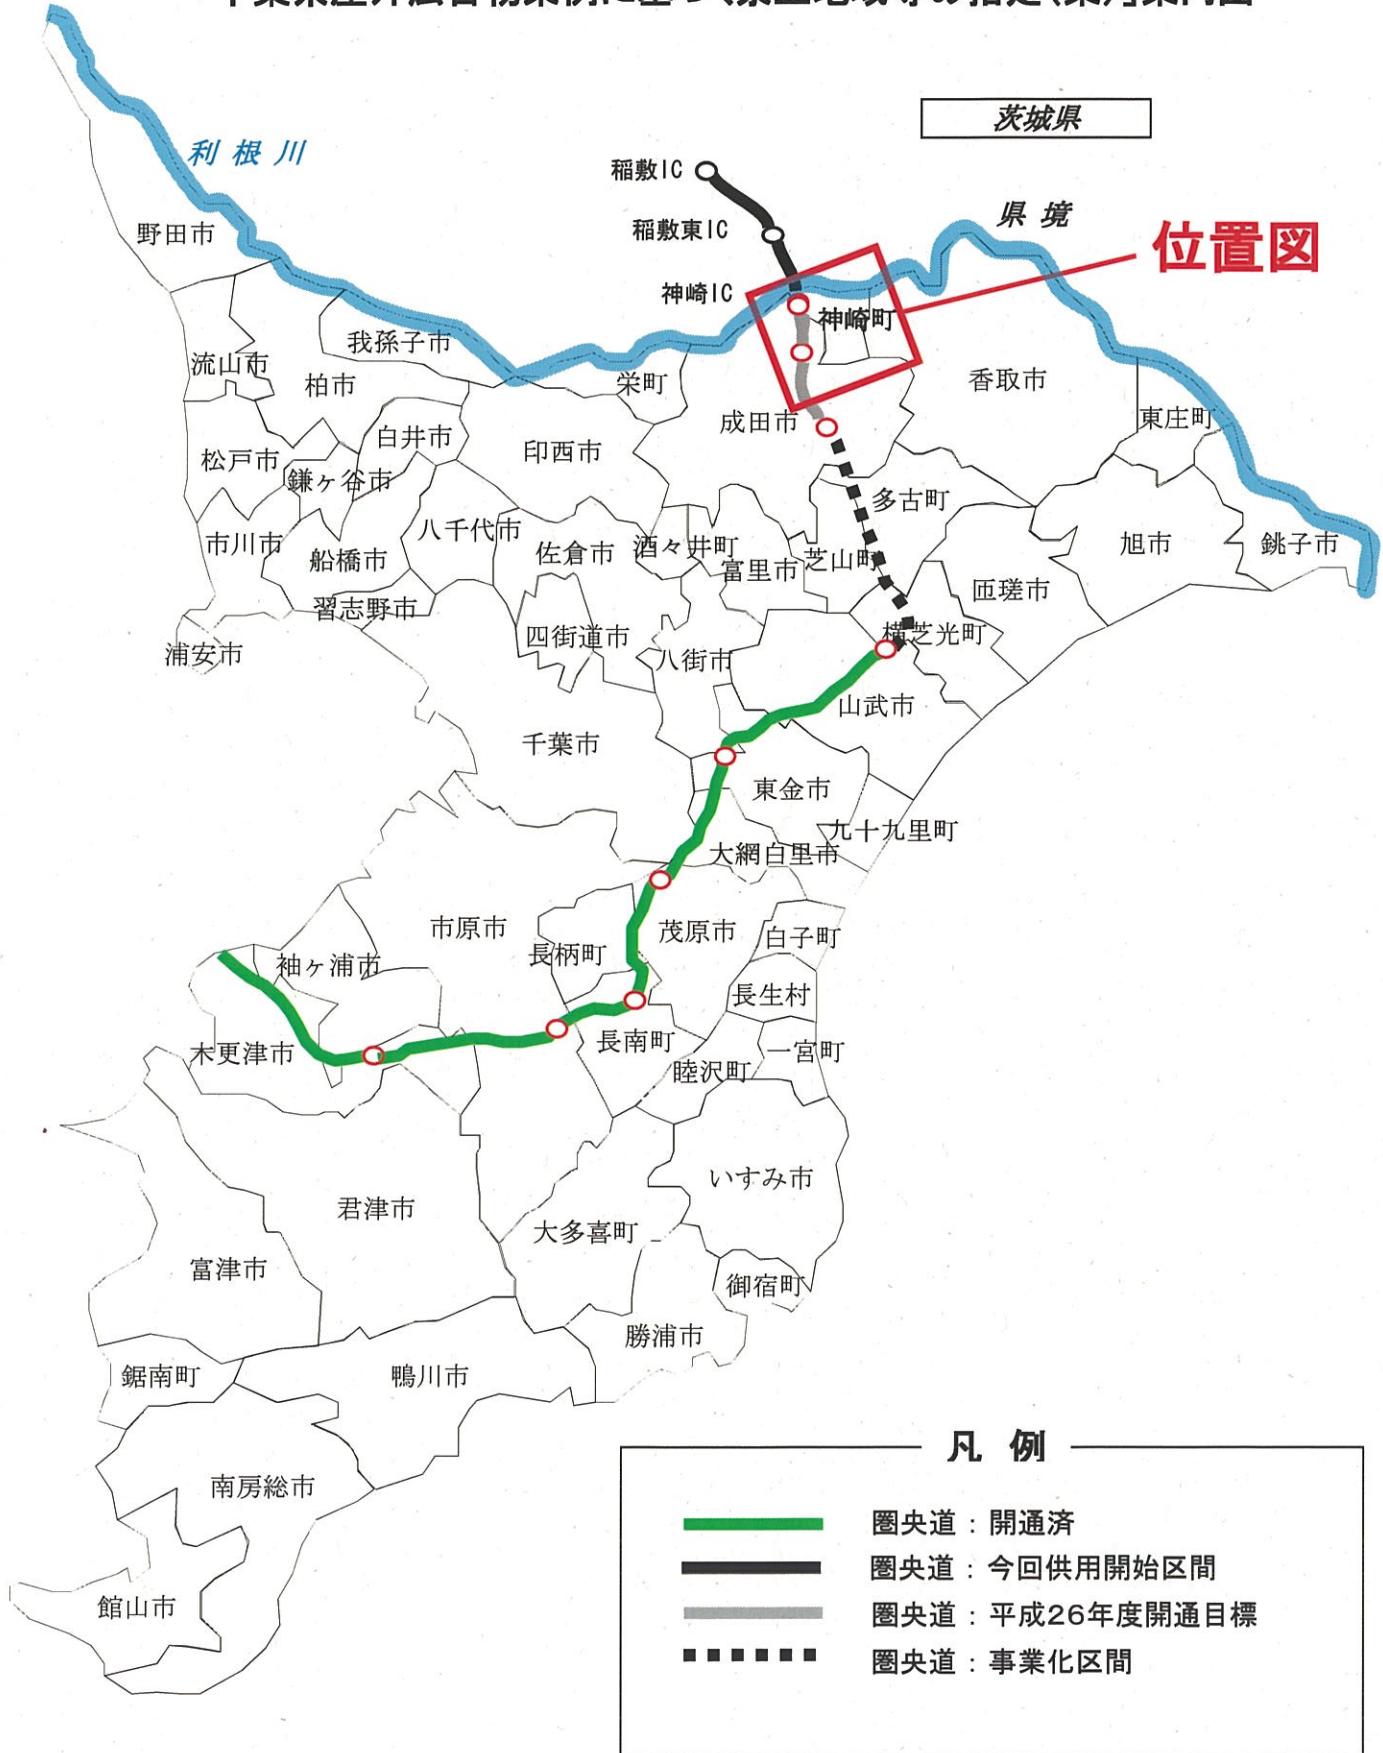 茨城県
利根川
稲敷IC
稲敷東IC
県境
位置図
野田市
神崎IC
神崎町
我孫子市
流山市
柏市
栄町
香取市
成田市
東庄町
白井市
印西市
松戸市
鎌ヶ谷市
多古町
八千代市
市川市
船橋市
佐倉市
酒々井町
富里市
芝山町
旭市
銚子市
匝瑳市
習志野市
四街道市
横芝光町
浦安市
八街市
山武市
千葉市
東金市
九十九里町
大網白里市
市原市
茂原市
白子町
長柄町
袖ヶ浦市
長生村
長南町
木更津市
一宮町
睦沢町
いすみ市
君津市
大多喜町
富津市
御宿町
勝浦市
鋸南町
鴨川市
南房総市
館山市
凡例
圏央道：開通済
圏央道：今回供用開始区間
圏央道：平成26年度開通目標
圏央道：事業化区間